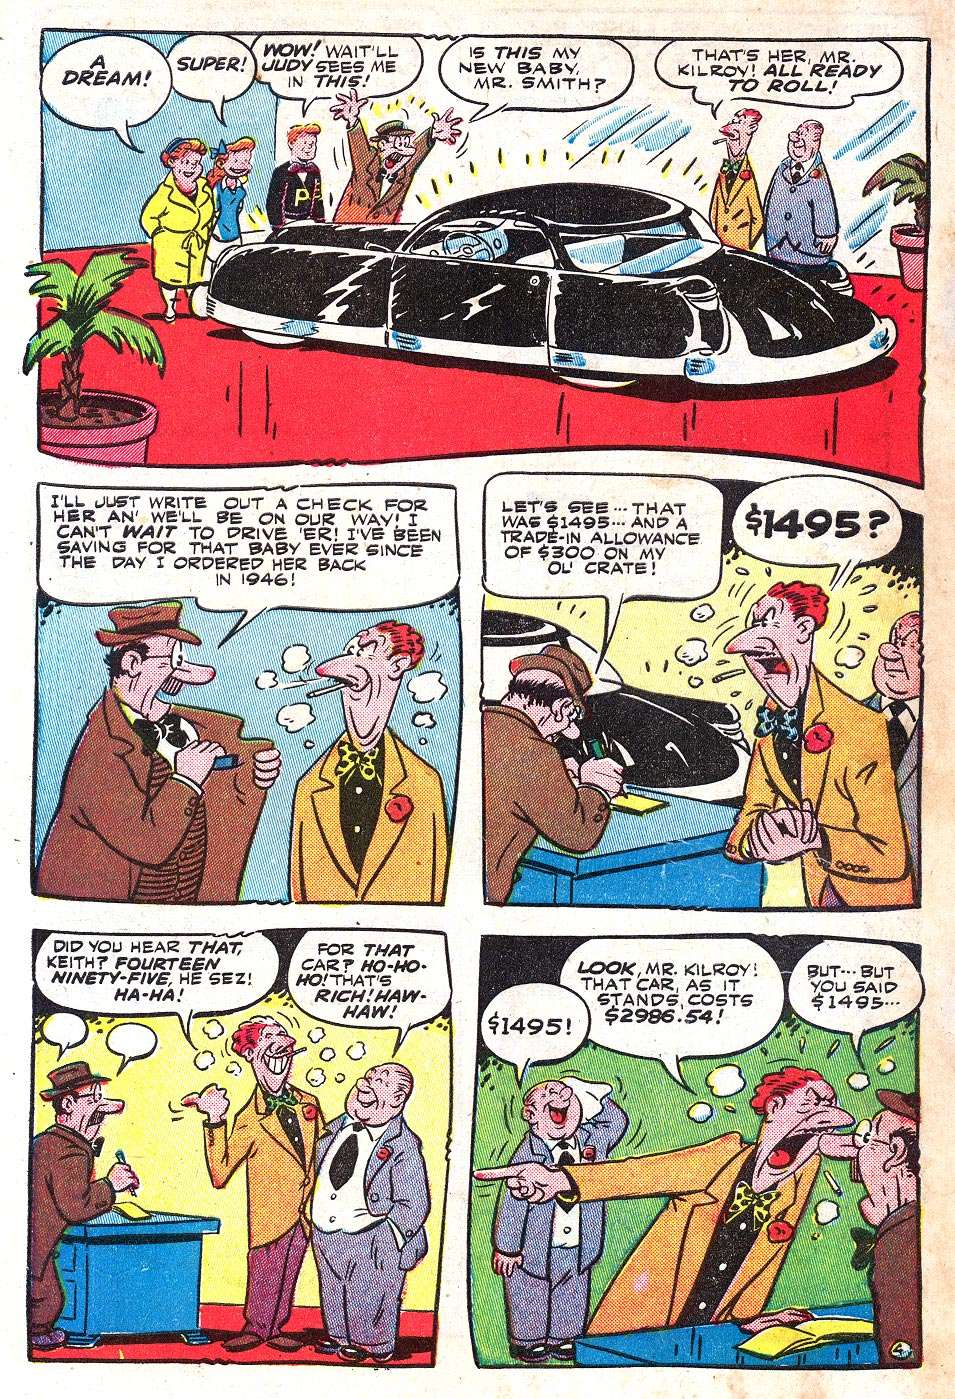 A
DREAM!
SUPER!
WOW! WAIT'LL
JUDY SEES ME
IN THIS!
IS THIS MY
NEW BABY,
MR. SMITH?
THAT'S HER, MR.
KILROY! ALL READY
TO ROLL!
P
I'LL JUST WRITE OUT A CHECK FOR
HER AN' WE'LL BE ON OUR WAY! I
CAN'T WAIT TO DRIVE 'ER! I'VE BEEN
SAVING FOR THAT BABY EVER SINCE
THE DAY I ORDERED HER BACK
IN 1946!
LET'S SEE... THAT
WAS $1495... AND A
TRADE-IN ALLOWANCE
OF $300 ON MY
OL' CRATE!
$1495?
DID YOU HEAR THAT,
KEITH? FOURTEEN
NINETY-FIVE, HE SEZ!
HA-HA!
FOR THAT
CAR? HO-HO-
HO! THAT'S
RICH! HAW-
HAW!
$1495!
LOOK, MR. KILROY!
THAT CAR, AS IT
STANDS, COSTS
$2986.54!
BUT... BUT
YOU SAID
$1495...